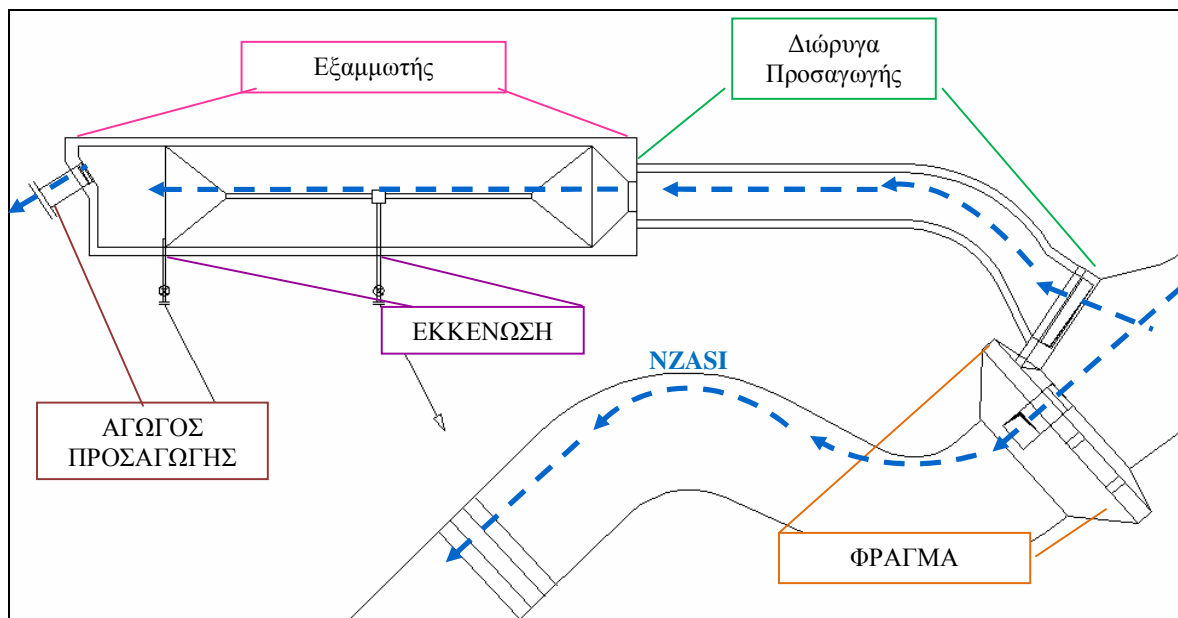 Εξαμμωτής
Διώρυγα
Προσαγωγής
ΕΚΚΕΝΩΣΗ
NZASI
ΑΓΩΓΟΣ
ΠΡΟΣΑΓΩΓΗΣ
ΦΡΑΓΜΑ